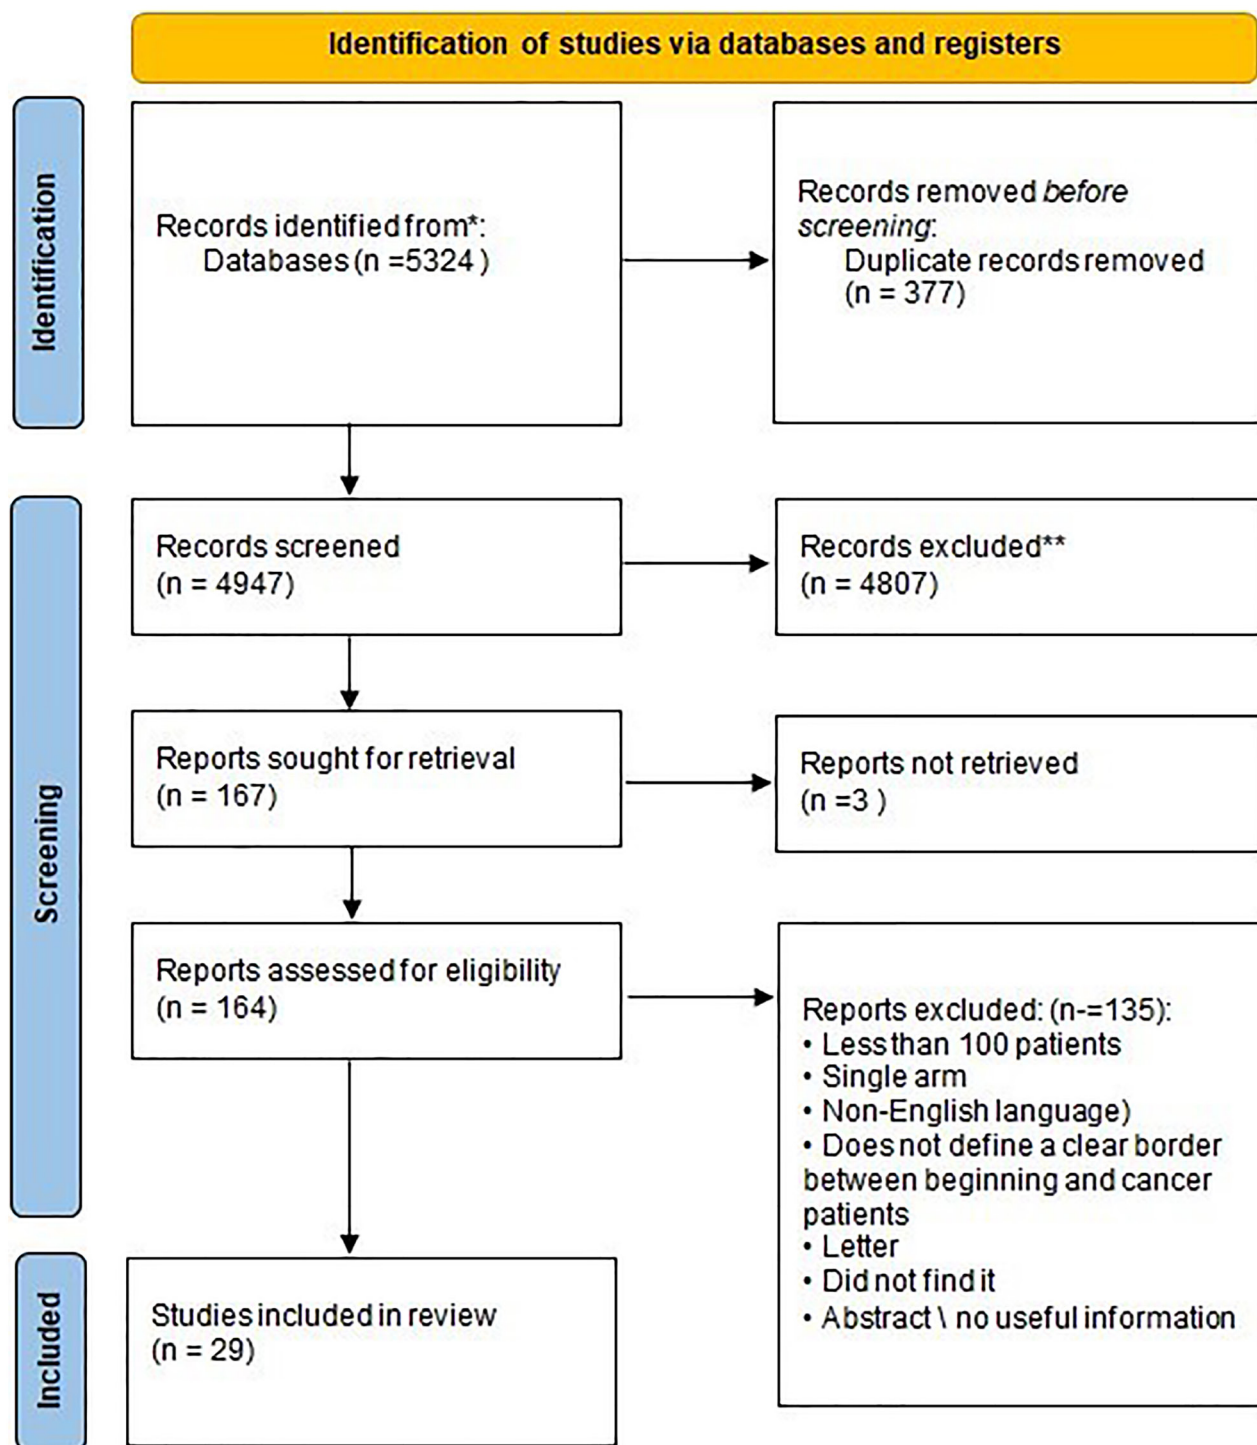 Identification of studies via databases and registers
Identification
Records identified from*:
Databases (n =5324 )
Records removed before
screening:
Duplicate records removed
(n = 377)
Screening
Records screened
(n = 4947)
Records excluded**
(n = 4807)
Reports sought for retrieval
(n = 167)
Reports not retrieved
(n =3 )
Reports assessed for eligibility
(n = 164)
Reports excluded: (n-=135):
• Less than 100 patients
• Single arm
• Non-English language)
• Does not define a clear border
between beginning and cancer
patients
• Letter
• Did not find it
• Abstract \ no useful information
Included
Studies included in review
(n = 29)